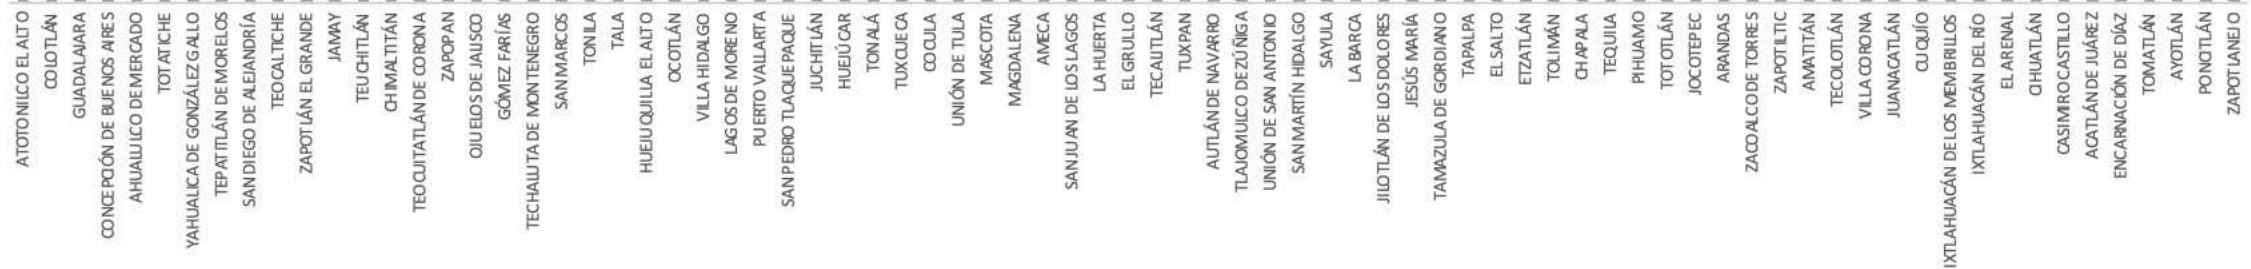 ATOTONILCO EL ALTO
COLOTLÁN
GUADALAJARA
CONCEPCIÓN DE BUENOS AIRES
AHUALULCO DE MERCADO
TOTATICHE
YAHUALICA DE GONZÁLEZ GALLO
TEPATITLÁN DE MORELOS
SAN DIEGO DE ALEJANDRÍA
TEOCALTICHE
ZAPOTLÁN EL GRANDE
JAMAY
TEUCHITLÁN
CHIMALTITÁN
TEOCUITATLÁN DE CORONA
ZAPOPAN
OJUELOS DE JALISCO
GÓMEZ FARÍAS
TECHALUTA DE MONTENEGRO
SAN MARCOS
TONILA
TALA
HUEJUQUILLA EL ALTO
OCOTLÁN
VILLA HIDALGO
LAGOS DE MORENO
PUERTO VALLARTA
SAN PEDRO TLAQUEPAQUE
JUCHITLÁN
HUEJÚCAR
TONALÁ
TUXCUECA
COCULA
UNIÓN DE TULA
MASCOTA
MAGDALENA
AMECA
SAN JUAN DE LOS LAGOS
LA HUERTA
EL GRULLO
TECALITLÁN
TUXPAN
AUTLÁN DE NAVARRO
TLAJOMULCO DE ZÚÑIGA
UNIÓN DE SAN ANTONIO
SAN MARTÍN HIDALGO
SAYULA
LA BARCA
JILOTLÁN DE LOS DOLORES
JESÚS MARÍA
TAMAZULA DE GORDIANO
TAPALPA
EL SALTO
ETZATLÁN
TOLIMÁN
CHAPALA
TEQUILA
PIHUAMO
TOTOTLÁN
JOCOTEPEC
ARANDAS
ZACOALCO DE TORRES
ZAPOTILTIC
AMATITÁN
TECOLOTLÁN
VILLA CORONA
JUANACATLÁN
CUQUÍO
IXTLAHUACÁN DE LOS MEMBRILLOS
IXTLAHUACÁN DEL RÍO
EL ARENAL
CIHUATLÁN
CASIMIRO CASTILLO
ACATLÁN DE JUÁREZ
ENCARNACIÓN DE DÍAZ
TOMATLÁN
AYOTLÁN
PONCITLÁN
ZAPOTLANEJO